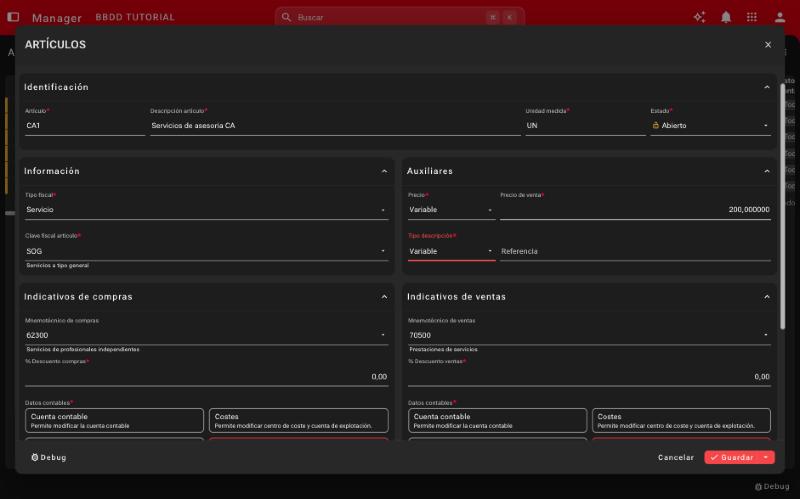 Manager
BBDD TUTORIAL
Buscar
⌘ K
ARTÍCULOS
Identificación
Artículo*
Descripción artículo*
Unidad medida*
Estado*
CA1
Servicios de asesoria CA
UN
Abierto
Información
Auxiliares
Tipo fiscal*
Precio*
Precio de venta*
Servicio
Variable
200,000000
Clave fiscal artículo*
Tipo descripción*
SOG
Variable
Referencia
Servicios a tipo general
Indicativos de compras
Indicativos de ventas
Mnemotécnico de compras
Mnemotécnico de ventas
62300
70500
Servicios de profesionales independientes
Prestaciones de servicios
% Descuento compras*
% Descuento ventas*
0,00
0,00
Datos contables*
Datos contables*
Cuenta contable
Costes
Cuenta contable
Costes
Permite modificar la cuenta contable
Permite modificar centro de coste y cuenta de explotación.
Permite modificar la cuenta contable
Permite modificar centro de coste y cuenta de explotación.
Debug
Cancelar
Guardar
Debug